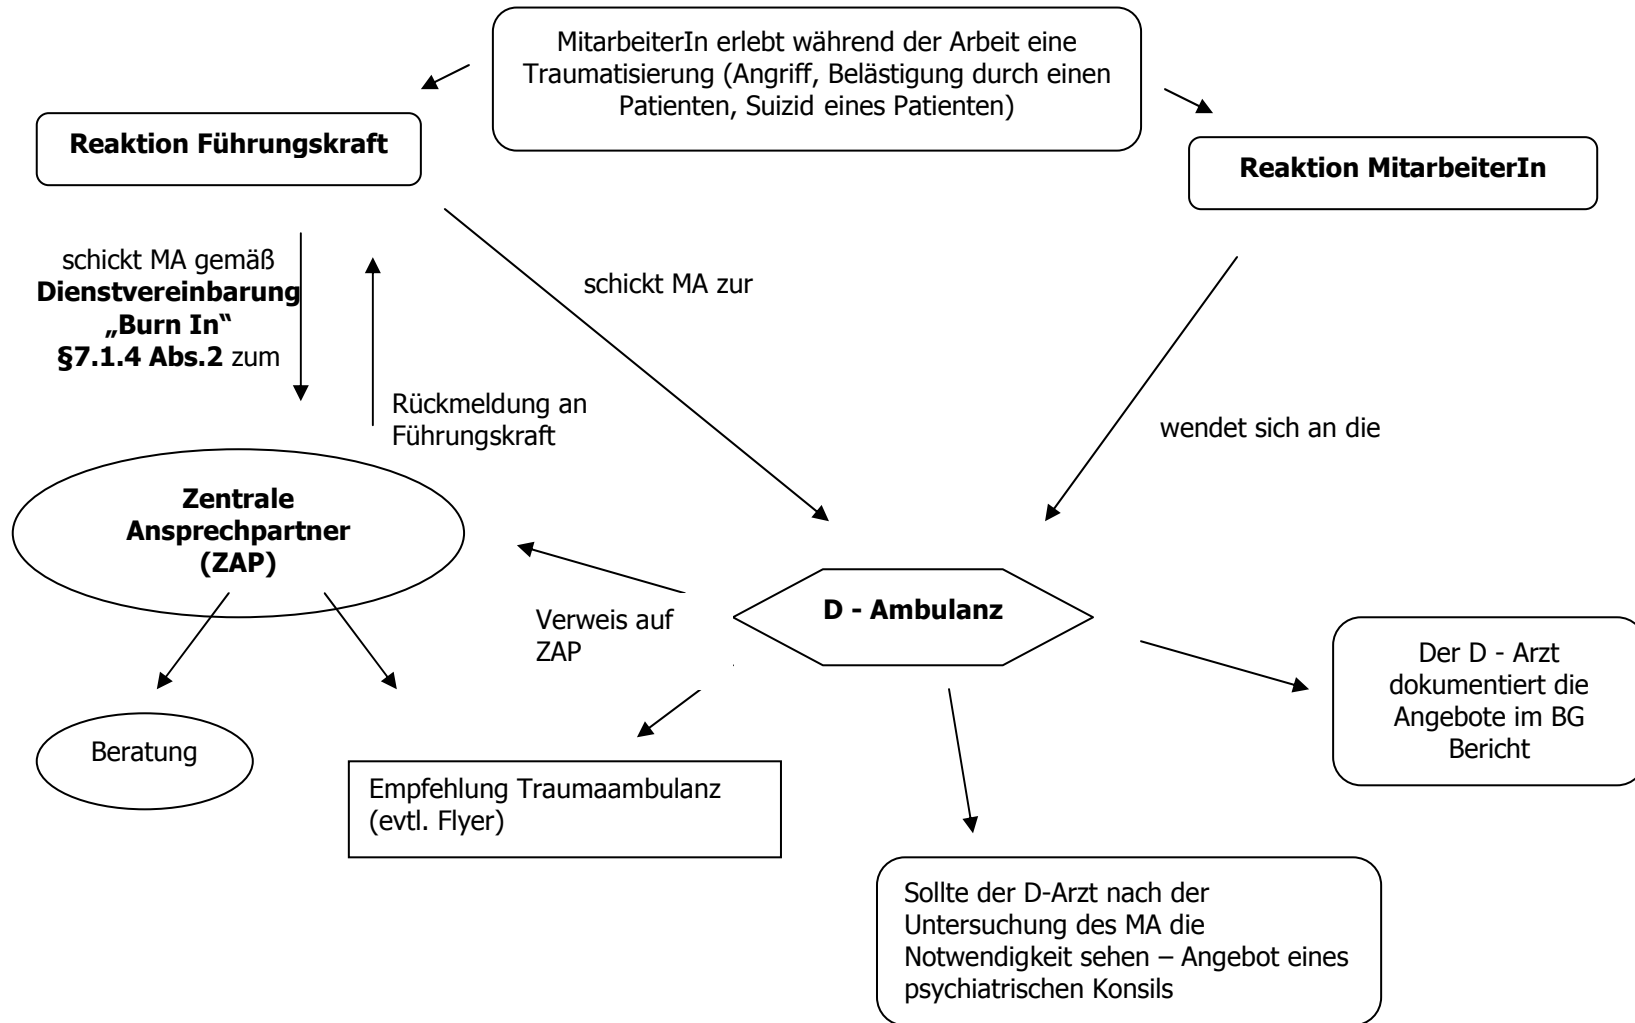 MitarbeiterIn erlebt während der Arbeit eine
Traumatisierung (Angriff, Belästigung durch einen
Patienten, Suizid eines Patienten)
Reaktion Führungskraft
Reaktion MitarbeiterIn
schickt MA gemäß
Dienstvereinbarung
„Burn In“
§7.1.4 Abs.2 zum
schickt MA zur
Rückmeldung an
Führungskraft
wendet sich an die
Zentrale
Ansprechpartner
(ZAP)
Verweis auf
ZAP
D - Ambulanz
Der D - Arzt
dokumentiert die
Angebote im BG
Bericht
Beratung
Empfehlung Traumaambulanz
(evtl. Flyer)
Sollte der D-Arzt nach der
Untersuchung des MA die
Notwendigkeit sehen – Angebot eines
psychiatrischen Konsils